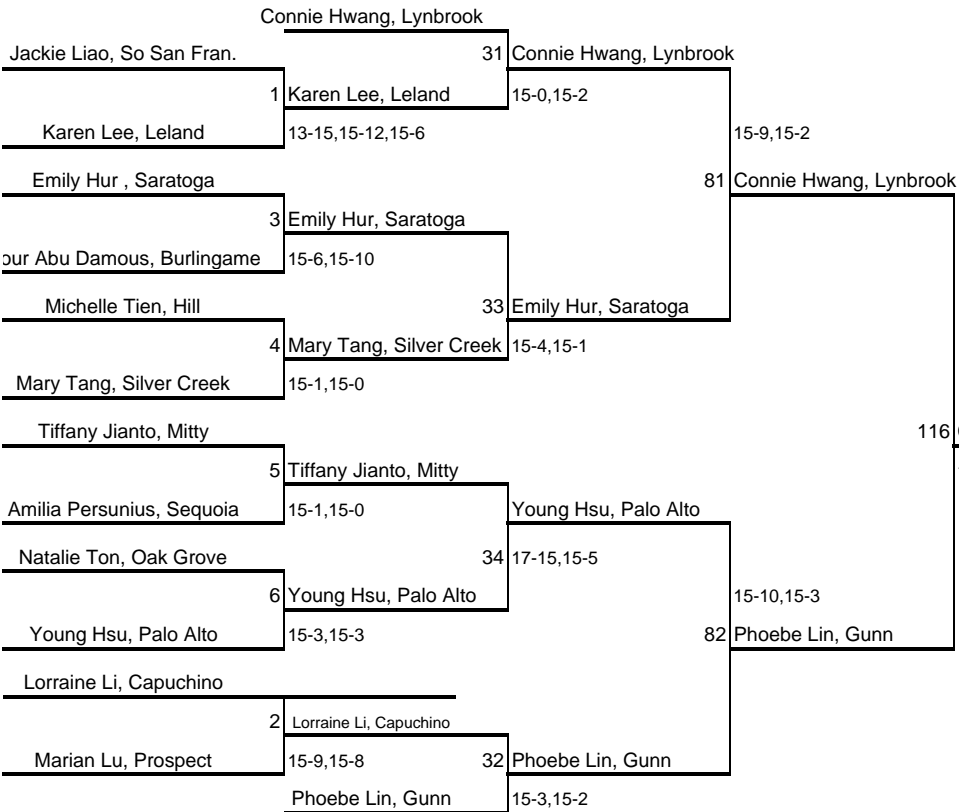 Connie Hwang, Lynbrook
Jackie Liao, So San Fran.
31 Connie Hwang, Lynbrook
1 Karen Lee, Leland 15-0,15-2
Karen Lee, Leland 13-15,15-12,15-6 15-9,15-2
Emily Hur , Saratoga 81 Connie Hwang, Lynbrook
3 Emily Hur, Saratoga
Abu Damous, Burlingame 15-6,15-10
Michelle Tien, Hill 33 Emily Hur, Saratoga
4 Mary Tang, Silver Creek 15-4,15-1
Mary Tang, Silver Creek 15-1,15-0
Tiffany Jianto, Mitty 116
5 Tiffany Jianto, Mitty
Amilia Persunius, Sequoia 15-1,15-0 Young Hsu, Palo Alto
Natalie Ton, Oak Grove 34 17-15,15-5
6 Young Hsu, Palo Alto 15-10,15-3
Young Hsu, Palo Alto 15-3,15-3 82 Phoebe Lin, Gunn
Lorraine Li, Capuchino
2 Lorraine Li, Capuchino
Marian Lu, Prospect 15-9,15-8 32 Phoebe Lin, Gunn
Phoebe Lin, Gunn 15-3,15-2